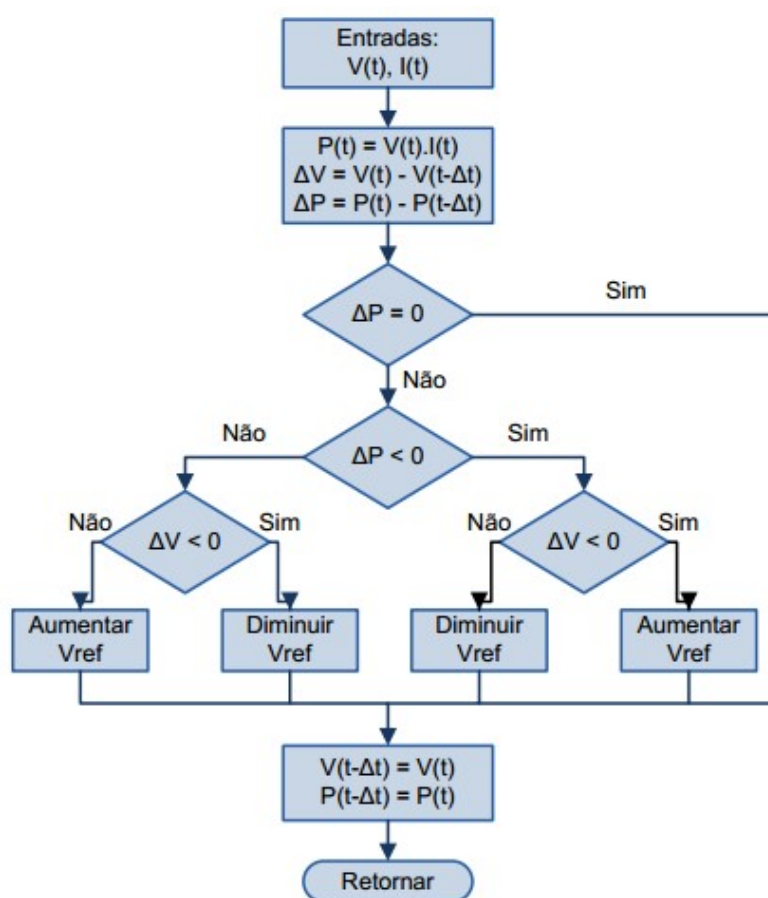 Entradas:
V(t), I(t)
P(t) = V(t).I(t)
ΔV = V(t) - V(t-Δt)
ΔP = P(t) - P(t-Δt)
Sim
ΔP = 0
Não
Não
Sim
ΔP < 0
Não
Sim
Não
Sim
ΔV < 0
ΔV < 0
Aumentar
Vref
Diminuir
Vref
Diminuir
Vref
Aumentar
Vref
V(t-Δt) = V(t)
P(t-Δt) = P(t)
Retornar